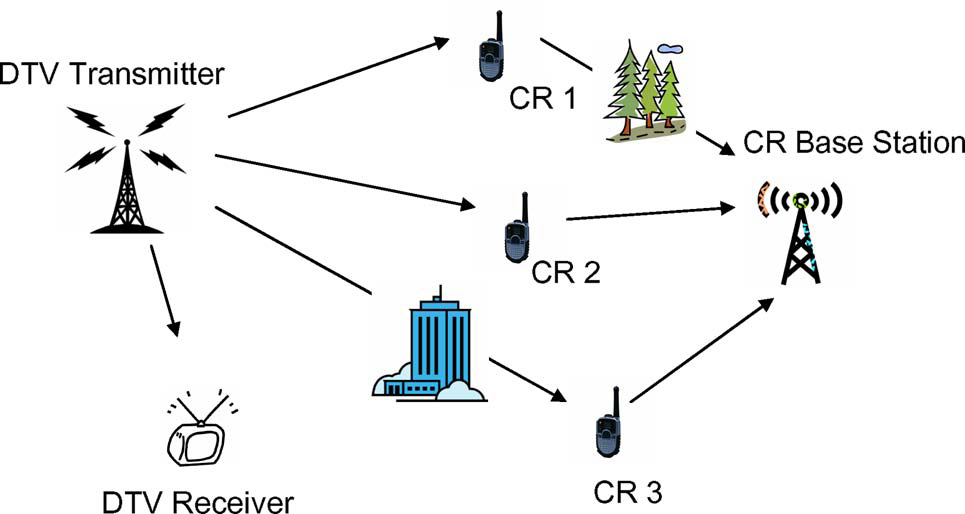 DTV Transmitter
CR 1
CR Base Station
CR 2
CR 3
DTV Receiver